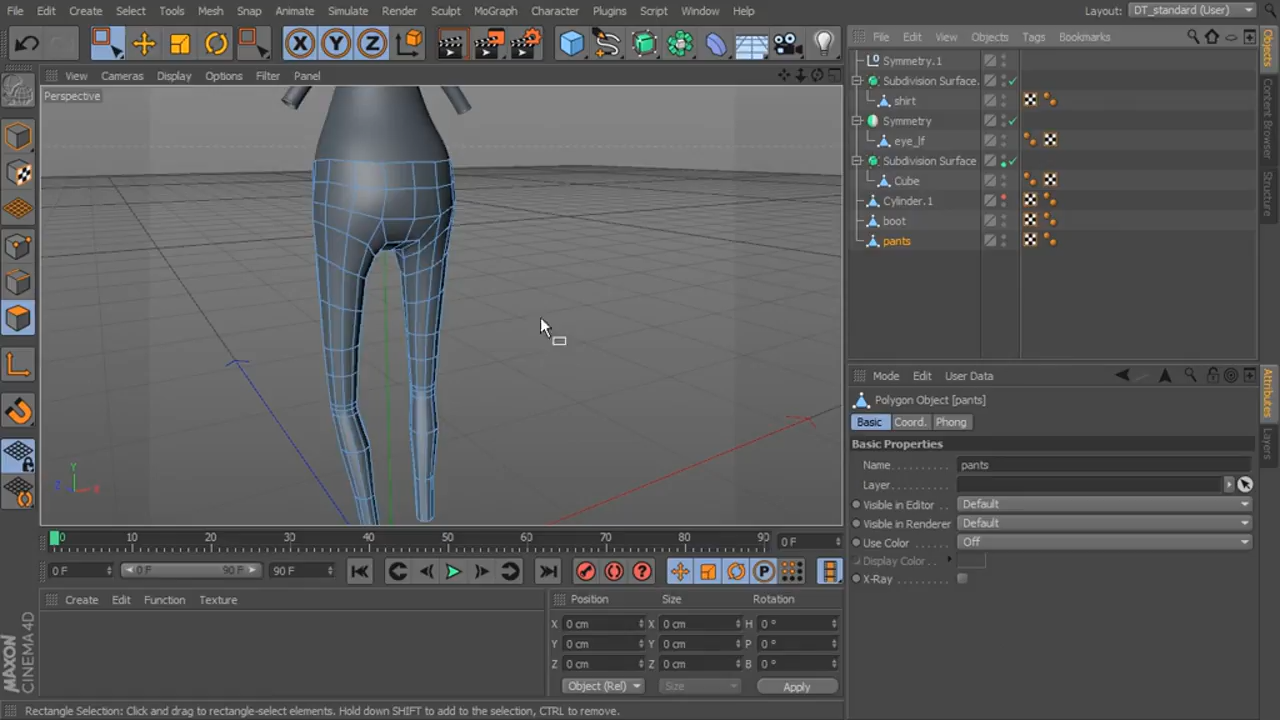 File Edit Create Select Tools Mesh Snap Animate Simulate Render Sculpt MoGraph Character Plugins Script Window Help Layout: DT_standard (User)
X Y Z
View Cameras Display Options Filter Panel
Perspective
Y
Z X
0 10 20 30 40 50 60 70 80 90 0 F
0 F 0 F 90 F 90 F P
Create Edit Function Texture
Position Size Rotation
X 0 cm X 0 cm H 0 °
Y 0 cm Y 0 cm P 0 °
Z 0 cm Z 0 cm B 0 °
Object (Rel) Size Apply
MAXON
CINEMA 4D
Rectangle Selection: Click and drag to rectangle-select elements. Hold down SHIFT to add to the selection, CTRL to remove.
File Edit View Objects Tags Bookmarks
Symmetry.1
Subdivision Surface.
shirt
Symmetry
eye_lf
Subdivision Surface
Cube
Cylinder.1
boot
pants
Mode Edit User Data
Polygon Object [pants]
Basic Coord. Phong
Basic Properties
Name . . . . . . . . . . pants
Layer. . . . . . . . . . .
Visible in Editor . .
Default
Visible in Renderer
Default
Use Color . . . . . .
Off
Display Color. .
X-Ray
Objects
Content Browser
Structure
Attributes
Layers